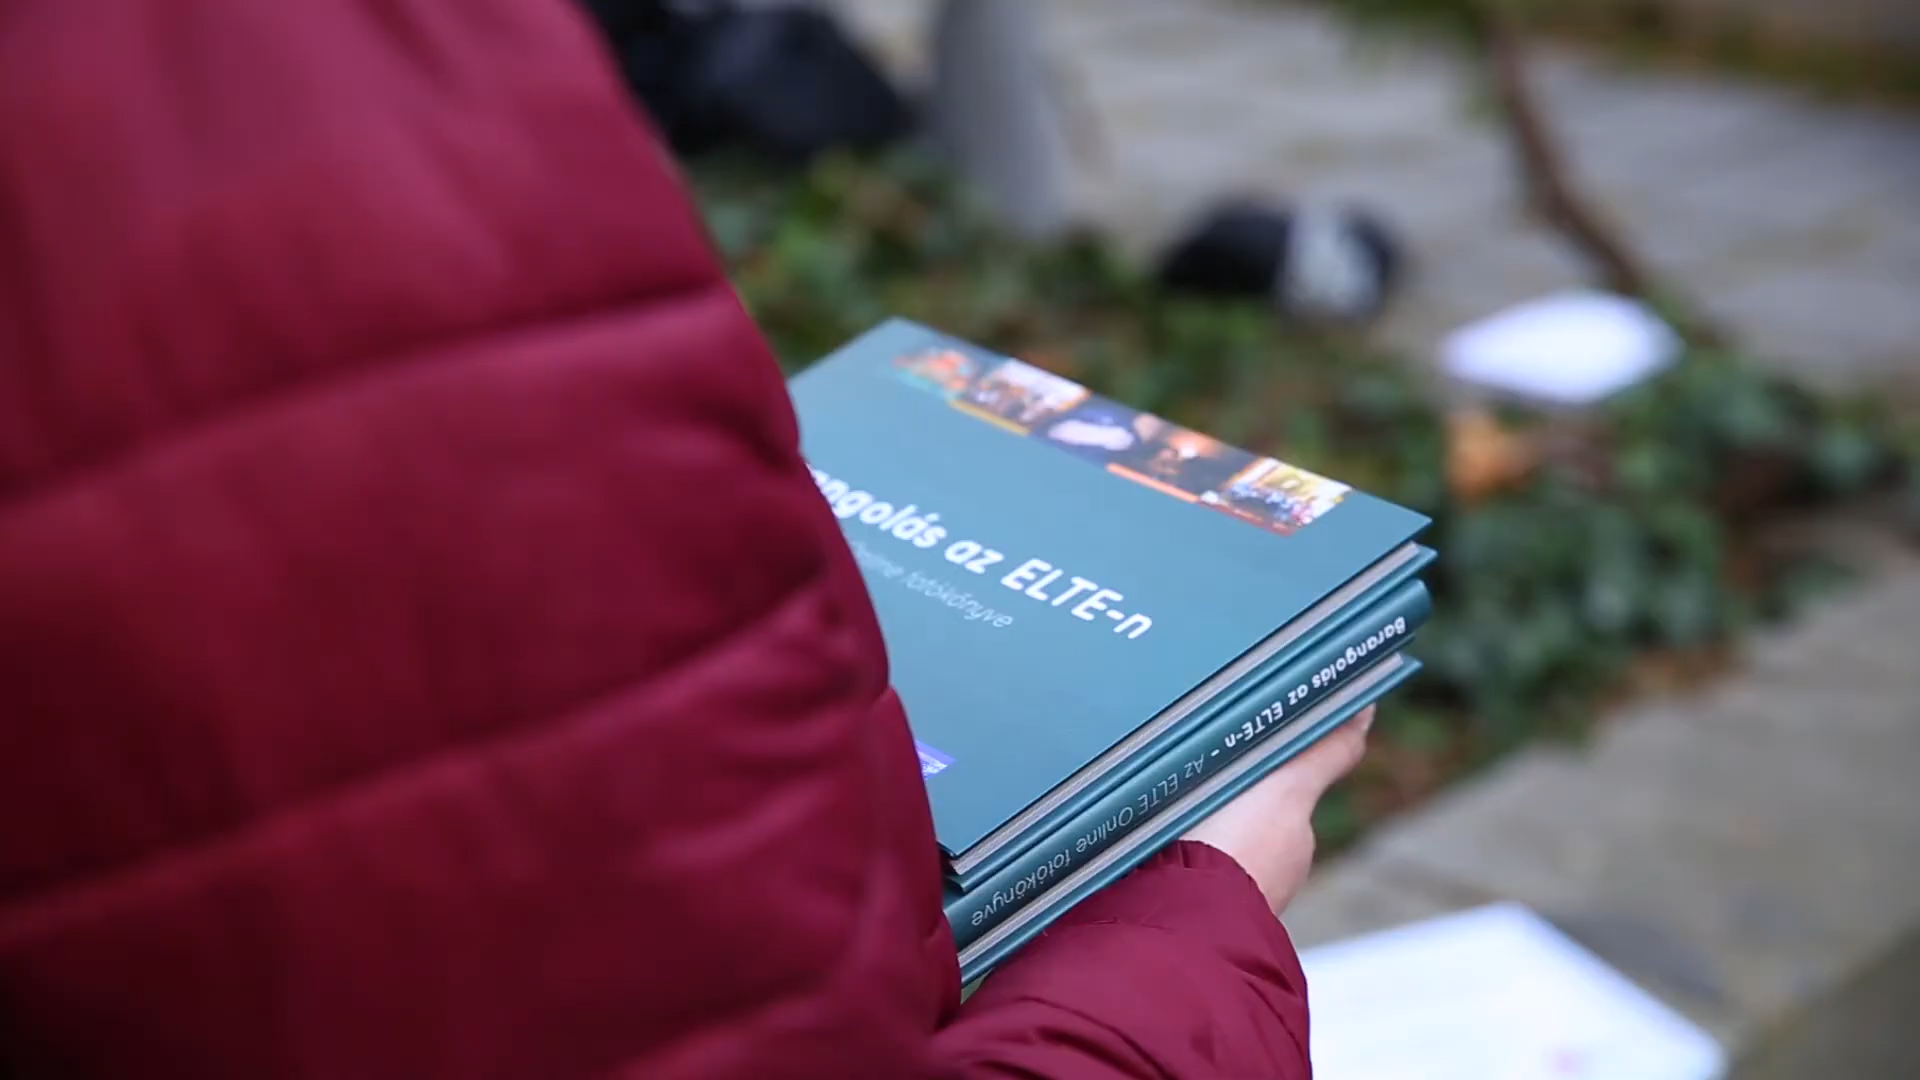 angolás az ELTE-n
fotókönyve
Barangolás az ELTE-n - Az ELTE Online fotókönyve